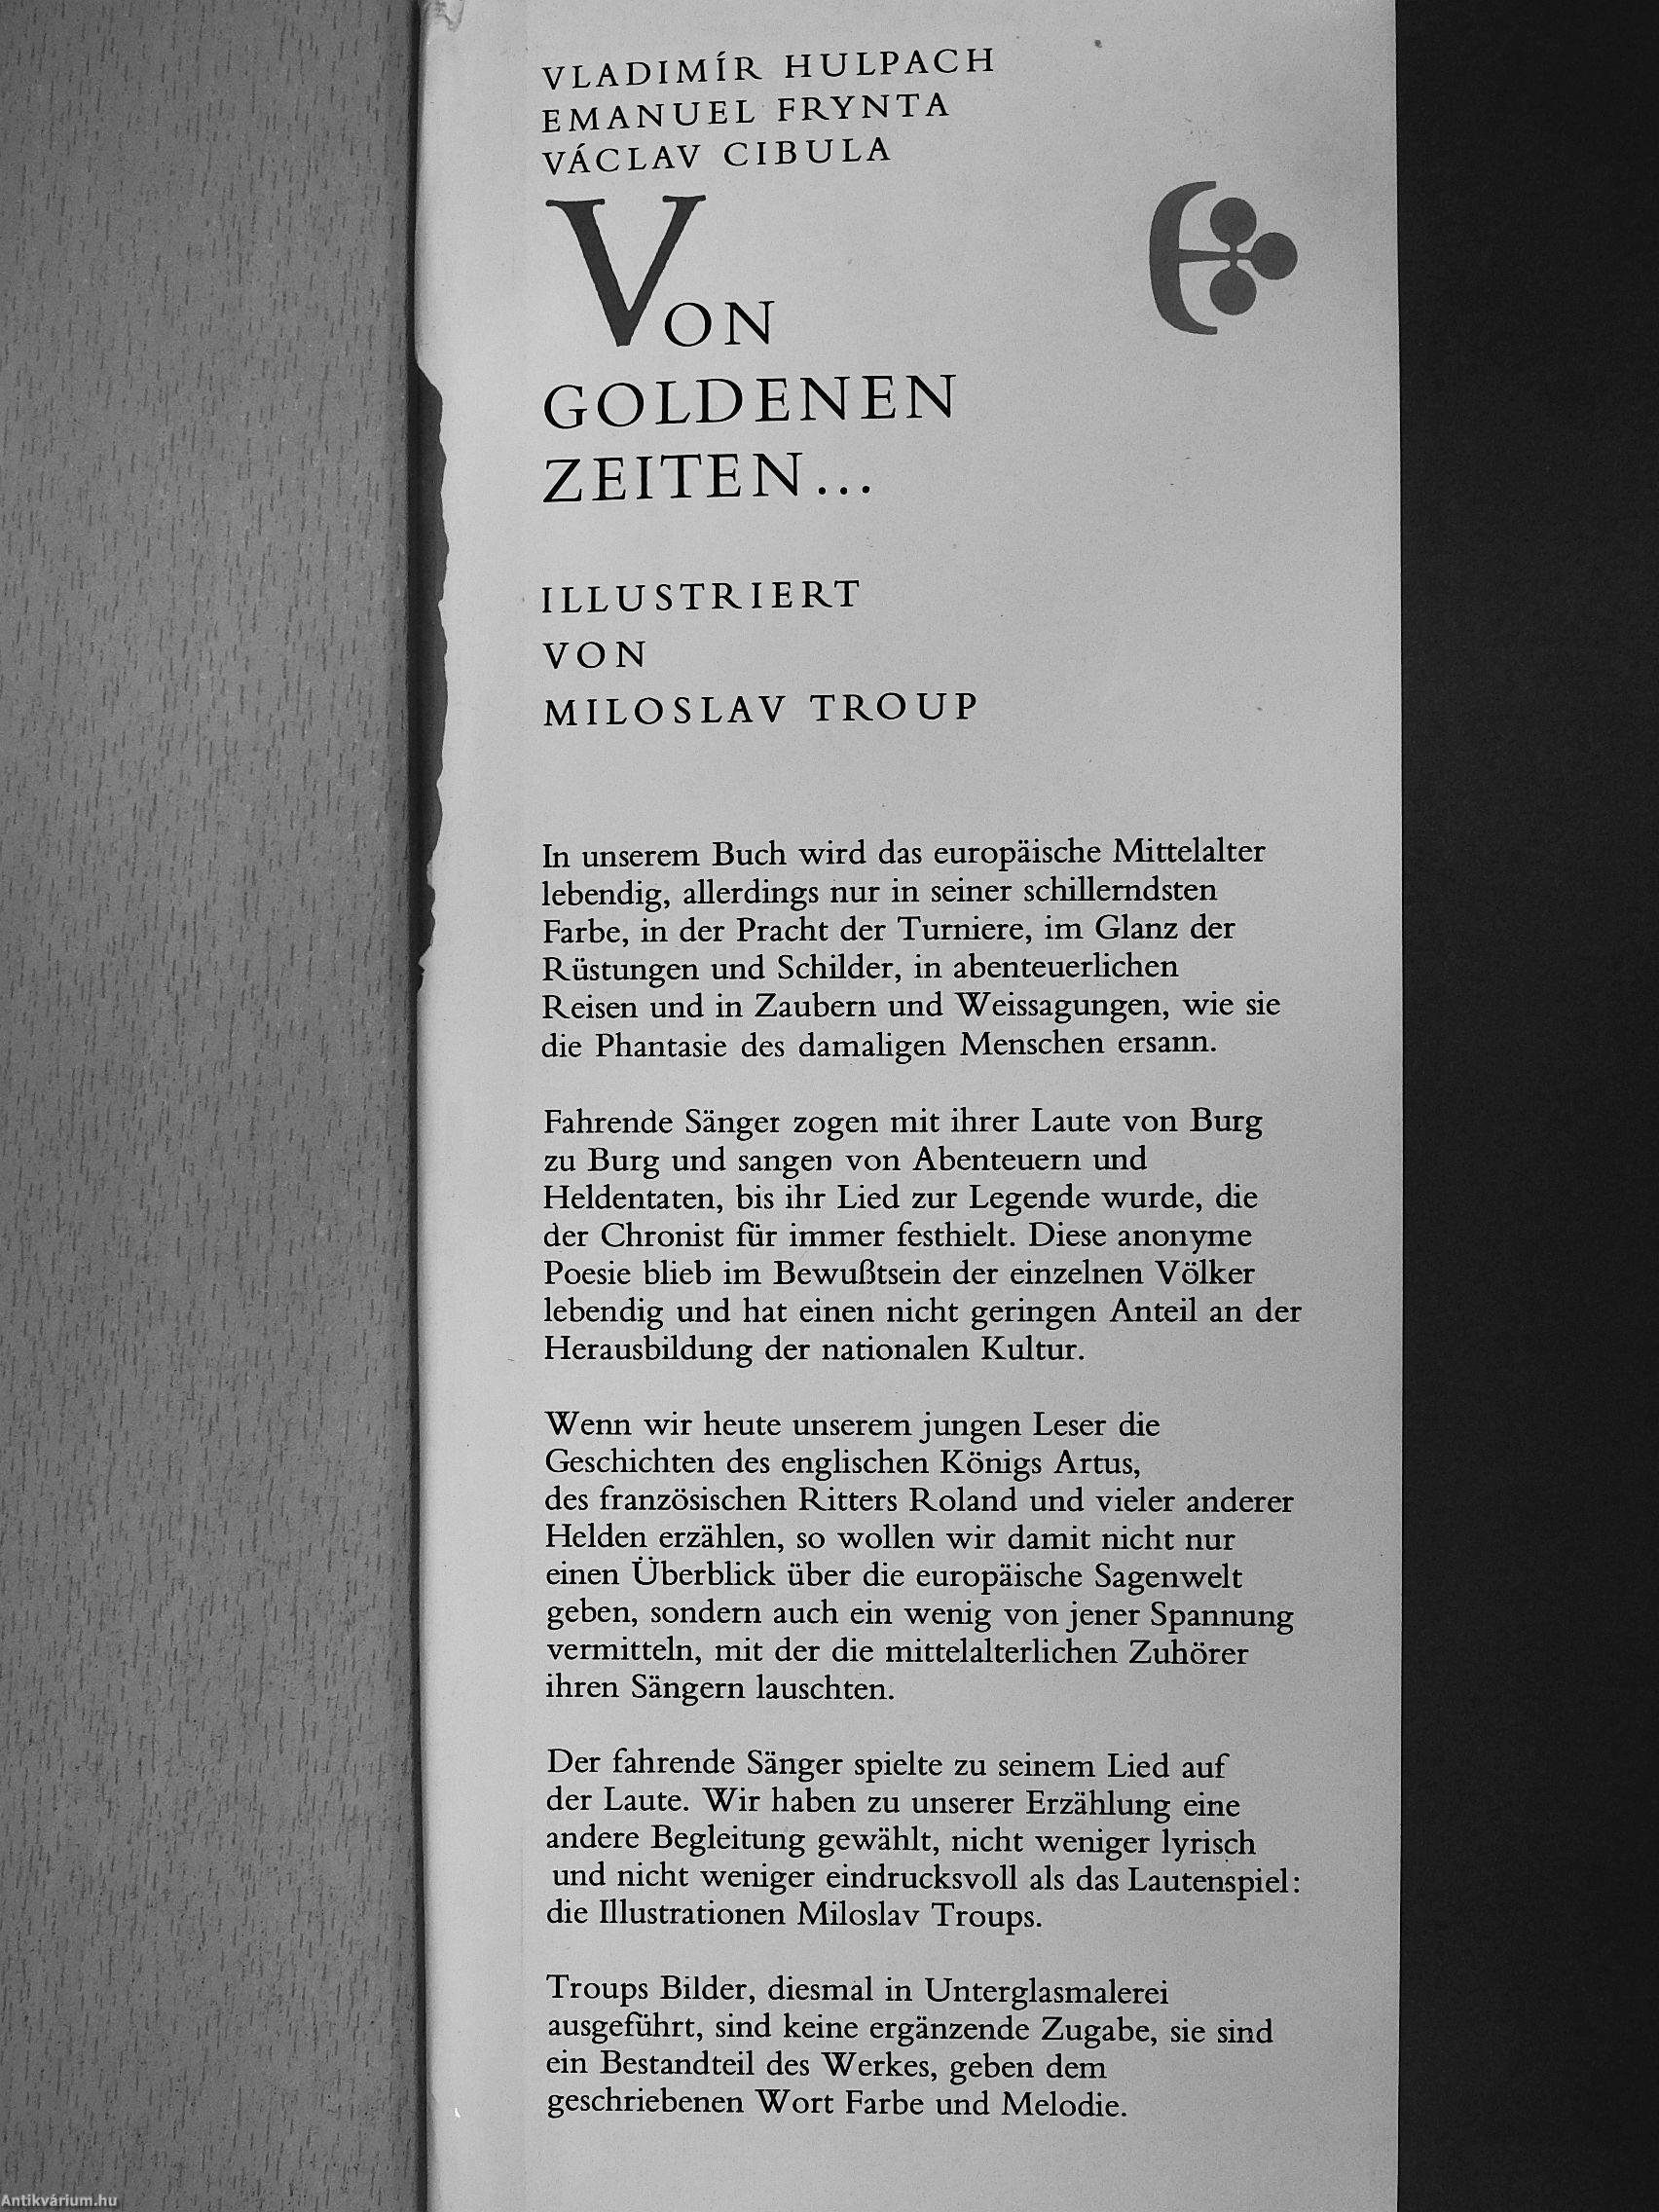 VLADIMÍR HULPACH
EMANUEL FRYNTA
VÁCLAV CIBULA
VON
GOLDENEN
ZEITEN...
ILLUSTRIERT
VON
MILOSLAV TROUP
In unserem Buch wird das europäische Mittelalter
lebendig, allerdings nur in seiner schillerndsten
Farbe, in der Pracht der Turniere, im Glanz der
Rüstungen und Schilder, in abenteuerlichen
Reisen und in Zaubern und Weissagungen, wie sie
die Phantasie des damaligen Menschen ersann.
Fahrende Sänger zogen mit ihrer Laute von Burg
zu Burg und sangen von Abenteuern und
Heldentaten, bis ihr Lied zur Legende wurde, die
der Chronist für immer festhielt. Diese anonyme
Poesie blieb im Bewußtsein der einzelnen Völker
lebendig und hat einen nicht geringen Anteil an der
Herausbildung der nationalen Kultur.
Wenn wir heute unserem jungen Leser die
Geschichten des englischen Königs Artus,
des französischen Ritters Roland und vieler anderer
Helden erzählen, so wollen wir damit nicht nur
einen Überblick über die europäische Sagenwelt
geben, sondern auch ein wenig von jener Spannung
vermitteln, mit der die mittelalterlichen Zuhörer
ihren Sängern lauschten.
Der fahrende Sänger spielte zu seinem Lied auf
der Laute. Wir haben zu unserer Erzählung eine
andere Begleitung gewählt, nicht weniger lyrisch
und nicht weniger eindrucksvoll als das Lautenspiel:
die Illustrationen Miloslav Troups.
Troups Bilder, diesmal in Unterglasmalerei
ausgeführt, sind keine ergänzende Zugabe, sie sind
ein Bestandteil des Werkes, geben dem
geschriebenen Wort Farbe und Melodie.
Antikvárium.hu